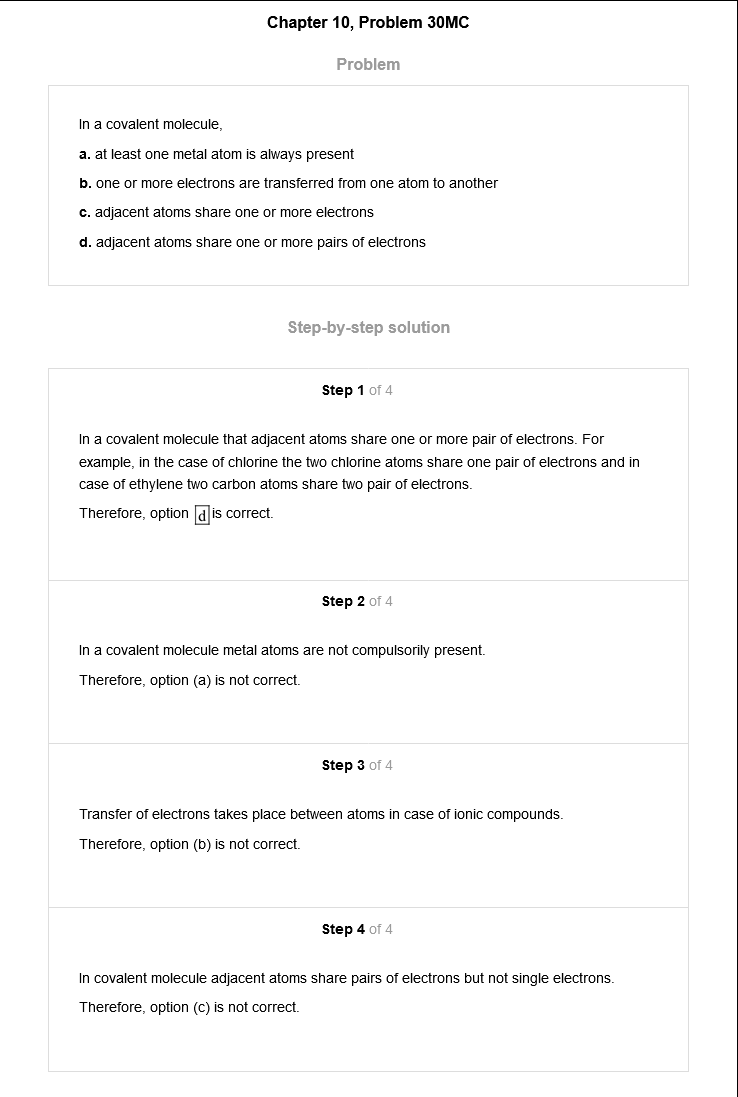 Chapter 10, Problem 30MC
Problem
In a covalent molecule,
a. at least one metal atom is always present
b. one or more electrons are transferred from one atom to another
c. adjacent atoms share one or more electrons
d. adjacent atoms share one or more pairs of electrons
Step-by-step solution
Step 1 of 4
In a covalent molecule that adjacent atoms share one or more pair of electrons. For
example, in the case of chlorine the two chlorine atoms share one pair of electrons and in
case of ethylene two carbon atoms share two pair of electrons.
Therefore, option d is correct.
Step 2 of 4
In a covalent molecule metal atoms are not compulsorily present.
Therefore, option (a) is not correct.
Step 3 of 4
Transfer of electrons takes place between atoms in case of ionic compounds.
Therefore, option (b) is not correct.
Step 4 of 4
In covalent molecule adjacent atoms share pairs of electrons but not single electrons.
Therefore, option (c) is not correct.